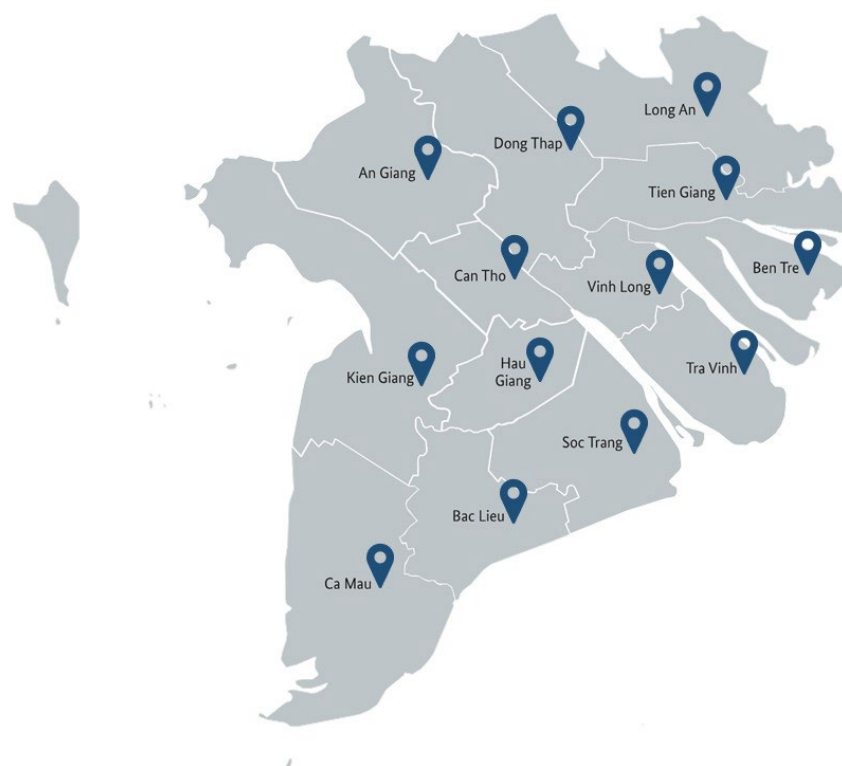 Long An
Dong Thap
An Giang
Tien Giang
Ben Tre
Can Tho
Vinh Long
Hau
Giang
Tra Vinh
Kien Giang
Soc Trang
Bac Lieu
Ca Mau